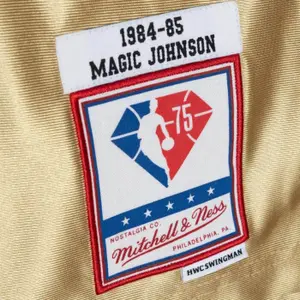 1984-85
MAGIC JOHNSON
75
NOSTALGIA CO.
Mitchell & Ness
PHILADELPHIA, PA.
HWC SWINGMAN